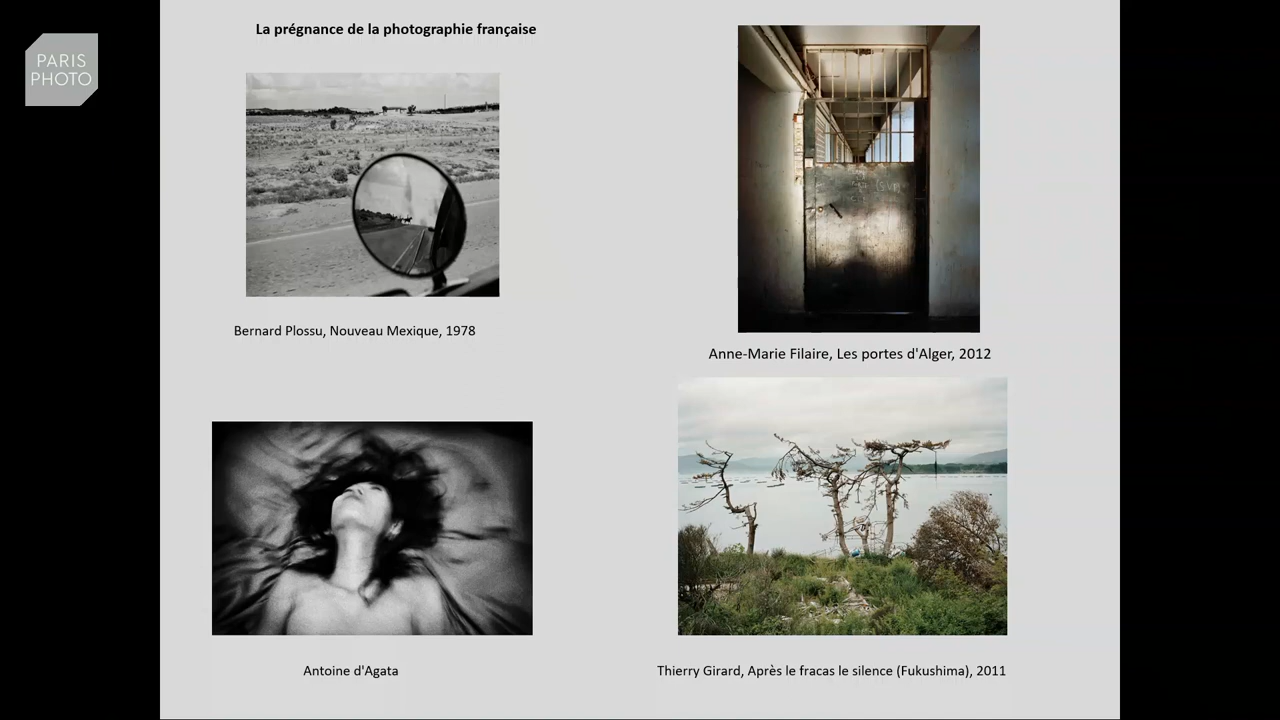 PARIS
PHOTO
La prégnance de la photographie française
Bernard Plossu, Nouveau Mexique, 1978
Anne-Marie Filaire, Les portes d'Alger, 2012
Antoine d'Agata
Thierry Girard, Après le fracas le silence (Fukushima), 2011